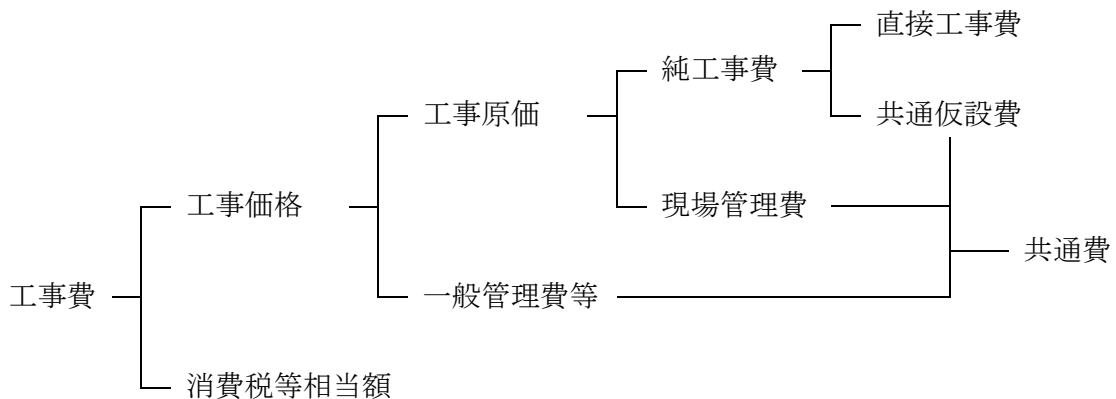 直接工事費
純工事費
工事原価
共通仮設費
工事価格
現場管理費
共通費
工事費
一般管理費等
消費税等相当額